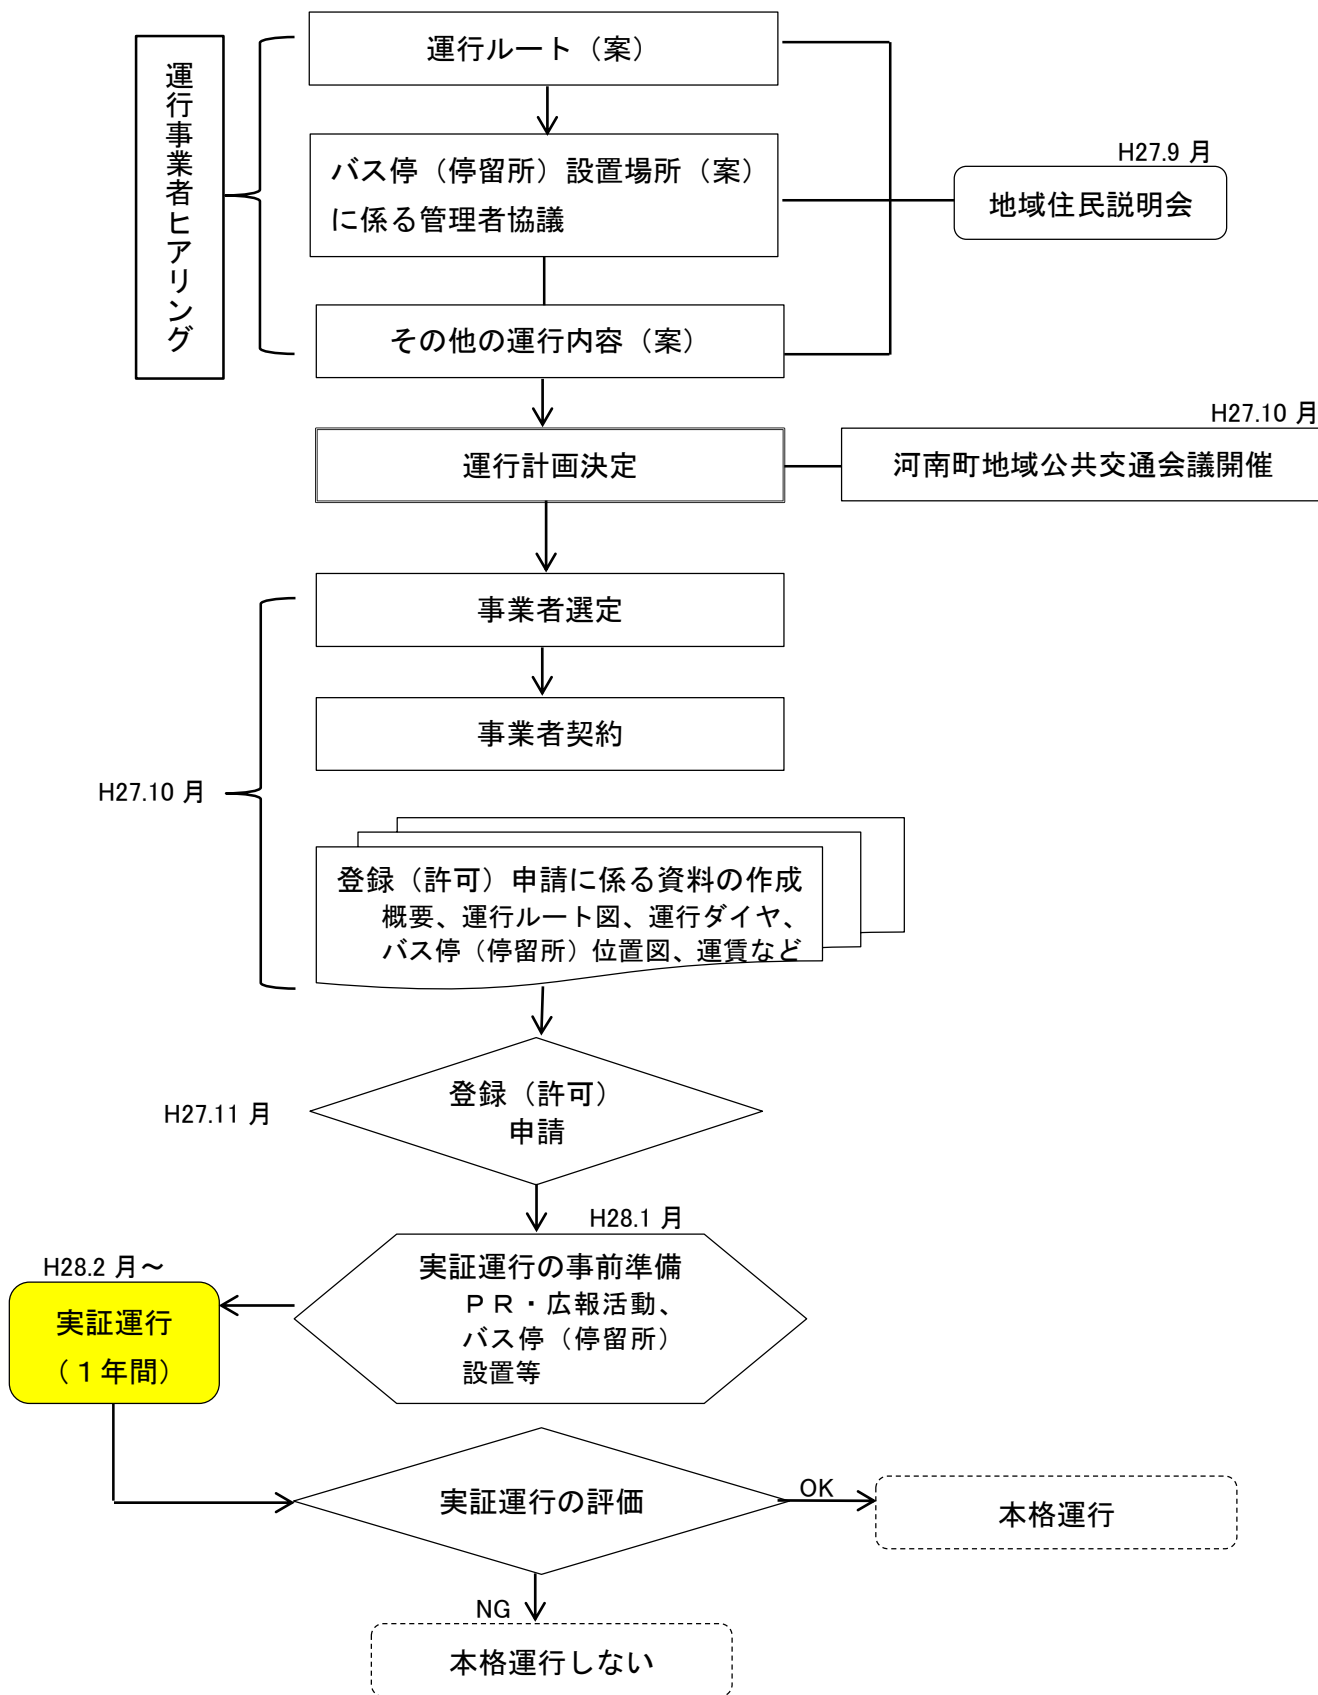 運行事業者ヒアリング
運行ルート（案）
バス停（停留所）設置場所（案）
に係る管理者協議
H27.9 月
地域住民説明会
その他の運行内容（案）
運行計画決定
H27.10 月
河南町地域公共交通会議開催
事業者選定
事業者契約
H27.10 月
登録（許可）申請に係る資料の作成
概要、運行ルート図、運行ダイヤ、
バス停（停留所）位置図、運賃など
H27.11 月
登録（許可）
申請
H28.1 月
実証運行の事前準備
ＰＲ・広報活動、
バス停（停留所）
設置等
H28.2 月～
実証運行
（１年間）
実証運行の評価
OK
本格運行
NG
本格運行しない